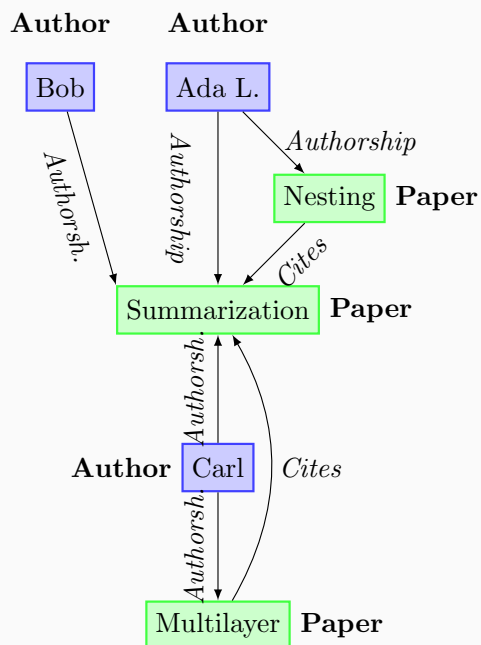 Author Author
Bob Ada L.
Authorship
Authorsh.
Authorship
Nesting Paper
Cites
Summarization Paper
Authorsh.
Author Carl Cites
Authorsh.
Multilayer Paper